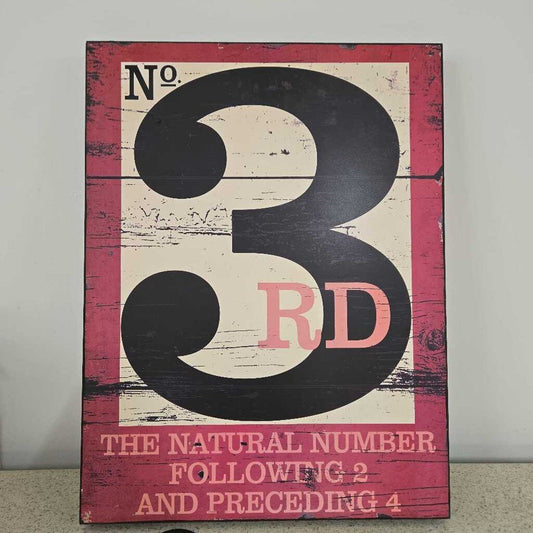 No.
3
RD
THE NATURAL NUMBER
FOLLOWING 2
AND PRECEDING 4